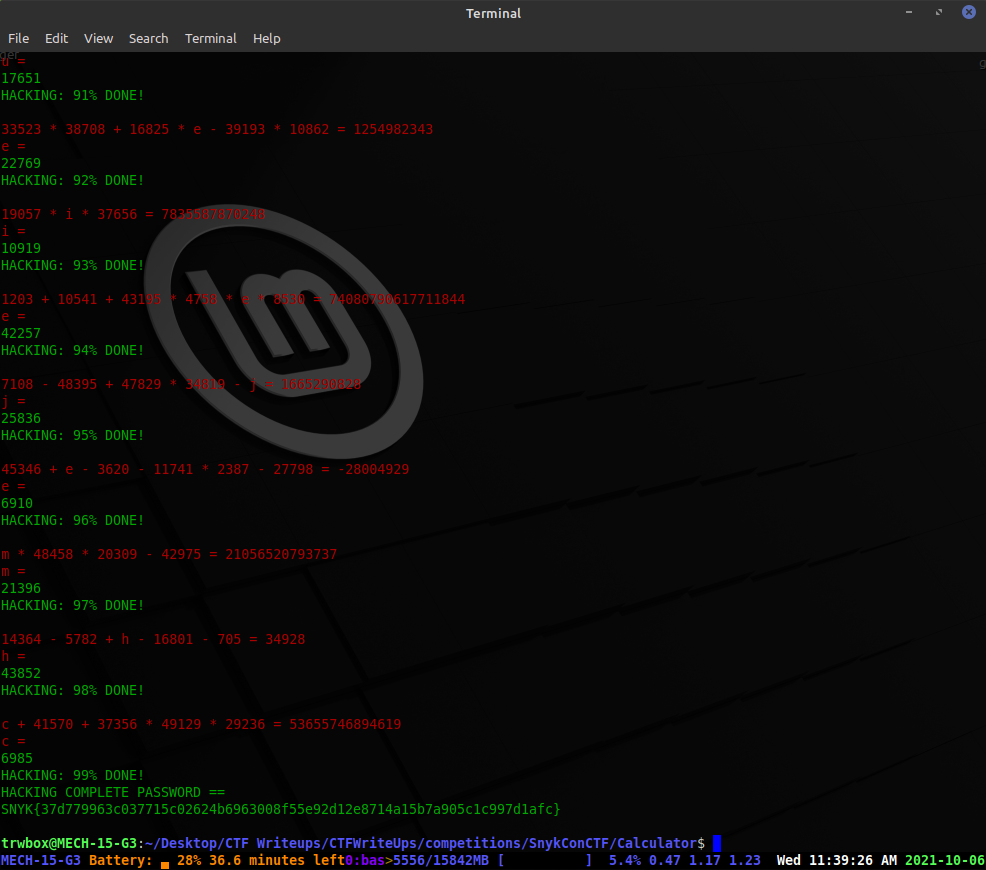 Terminal
File Edit View Search Terminal Help
ger
u =
17651
HACKING: 91% DONE!
33523 * 38708 + 16825 * e - 39193 * 10862 = 1254982343
e =
22769
HACKING: 92% DONE!
19057 * i * 37656 = 7835587870248
i =
10919
HACKING: 93% DONE!
1203 + 10541 + 43195 * 4758 * e * 8530 = 74080790617711844
e =
42257
HACKING: 94% DONE!
7108 - 48395 + 47829 * 34819 - j = 1665290828
j =
25836
HACKING: 95% DONE!
45346 + e - 3620 - 11741 * 2387 - 27798 = -28004929
e =
6910
HACKING: 96% DONE!
m * 48458 * 20309 - 42975 = 21056520793737
m =
21396
HACKING: 97% DONE!
14364 - 5782 + h - 16801 - 705 = 34928
h =
43852
HACKING: 98% DONE!
c + 41570 + 37356 * 49129 * 29236 = 53655746894619
c =
6985
HACKING: 99% DONE!
HACKING COMPLETE PASSWORD ==
SNYK{37d779963c037715c02624b6963008f55e92d12e8714a15b7a905c1c997d1afc}
trwbox@MECH-15-G3:~/Desktop/CTF Writeups/CTFWriteUps/competitions/SnykConCTF/Calculator$
MECH-15-G3 Battery: 28% 36.6 minutes left0:bas>5556/15842MB [ ] 5.4% 0.47 1.17 1.23 Wed 11:39:26 AM 2021-10-06